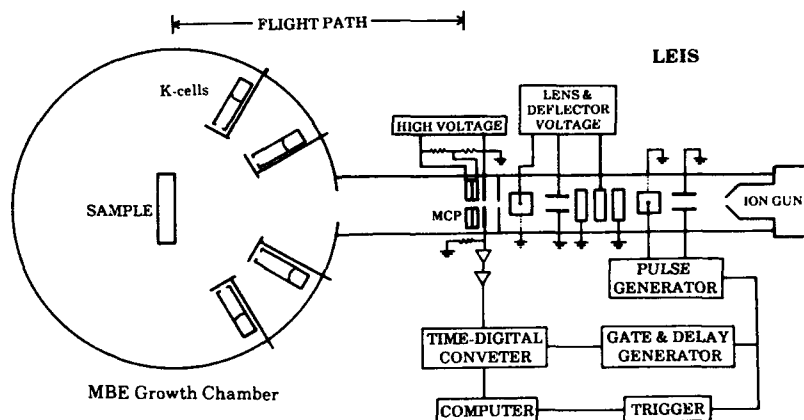 FLIGHT PATH
LEIS
K-cells
HIGH VOLTAGE
LENS &
DEFLECTOR
VOLTAGE
SAMPLE
MCP
ION GUN
PULSE
GENERATOR
TIME-DIGITAL
CONVETER
GATE & DELAY
GENERATOR
MBE Growth Chamber
COMPUTER
TRIGGER